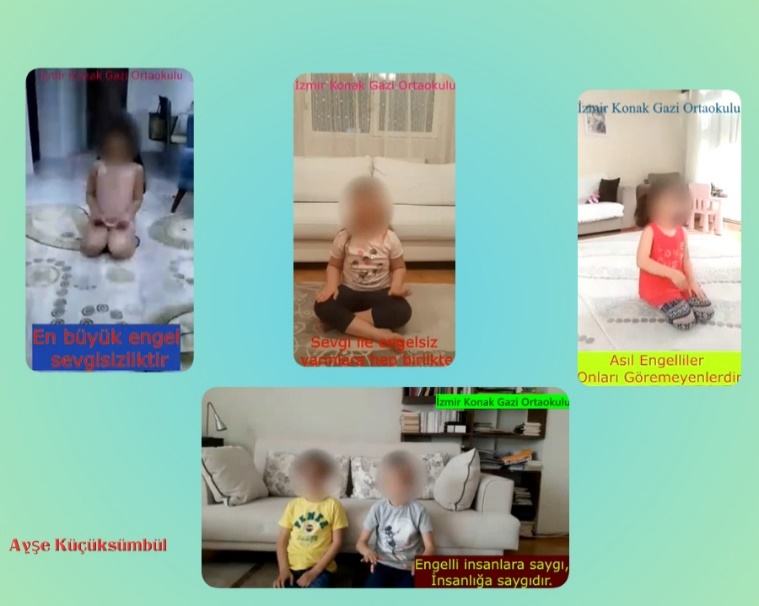 İzmir Konak Gazi Ortaokulu
En büyük engel
sevgisizliktir
İzmir Konak Gazi Ortaokulu
Sevgi ile engelsiz
yarınlara hep birlikte
İzmir Konak Gazi Ortaokulu
Asıl Engelliler
Onları Göremeyenlerdir
İzmir Konak Gazi Ortaokulu
Engelli insanlara saygı,
İnsanlığa saygıdır.
Ayşe Küçüksümbül